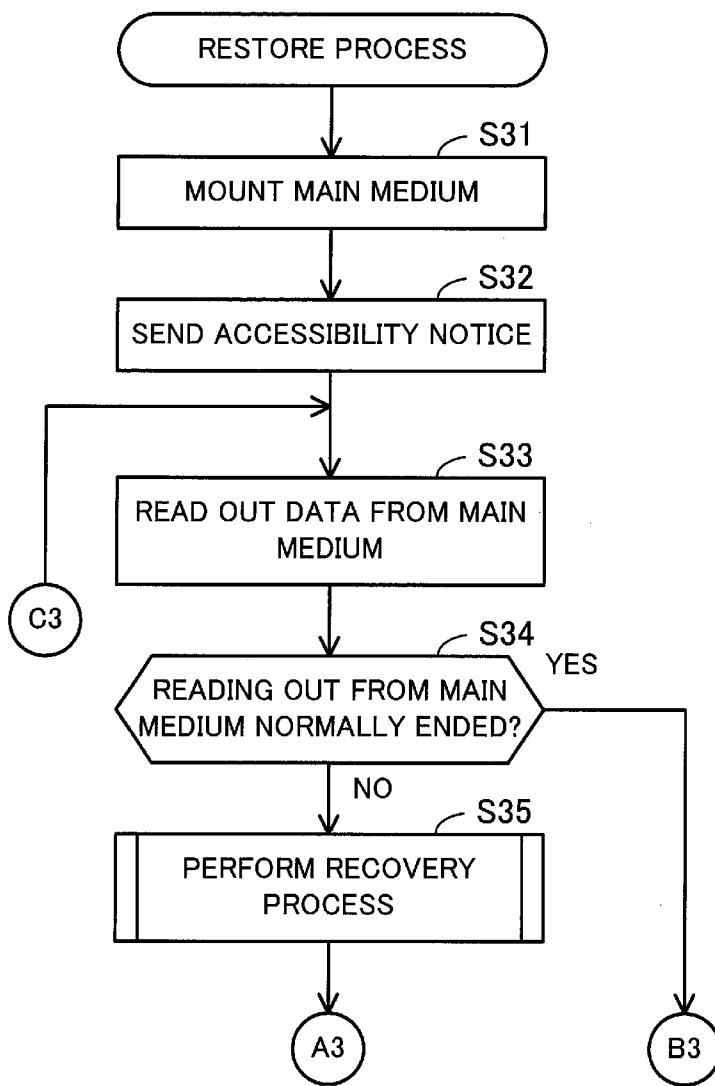 RESTORE PROCESS
S31
MOUNT MAIN MEDIUM
S32
SEND ACCESSIBILITY NOTICE
S33
READ OUT DATA FROM MAIN
MEDIUM
C3
S34
YES
READING OUT FROM MAIN
MEDIUM NORMALLY ENDED?
NO
S35
PERFORM RECOVERY
PROCESS
A3
B3